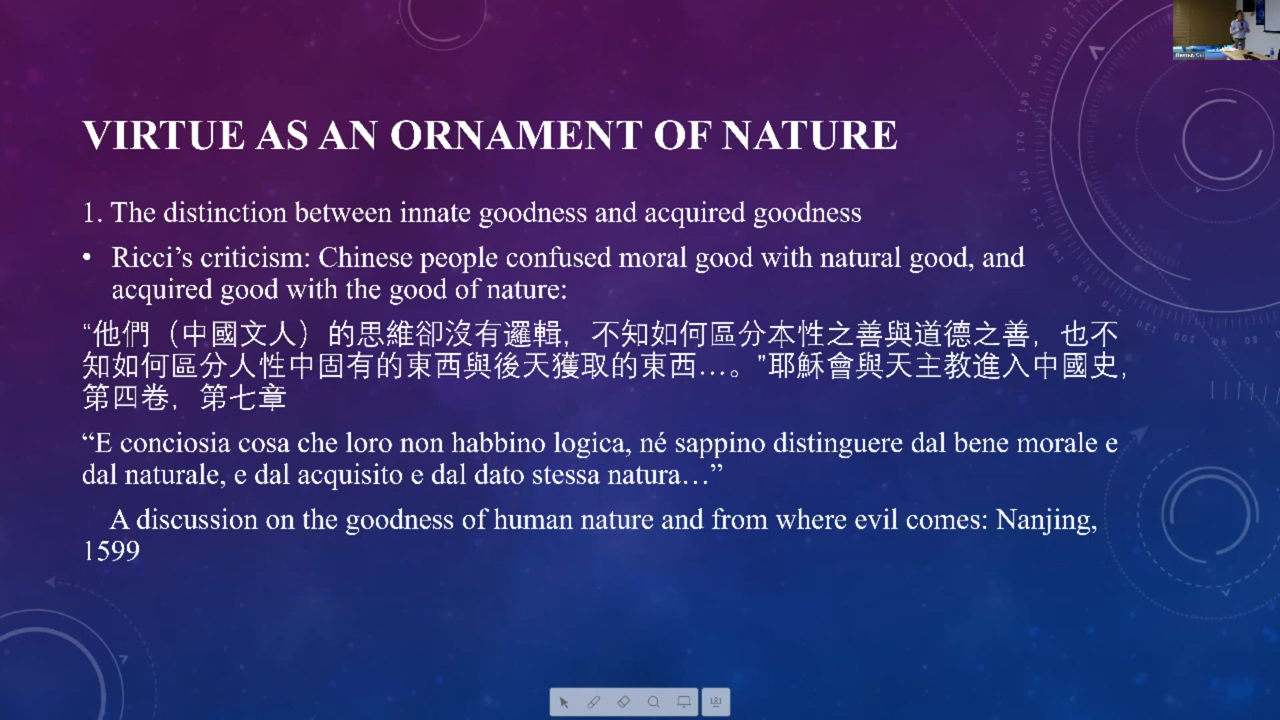 VIRTUE AS AN ORNAMENT OF NATURE
1. The distinction between innate goodness and acquired goodness
• Ricci’s criticism: Chinese people confused moral good with natural good, and
acquired good with the good of nature:
“他們（中國文人）的思維卻沒有邏輯，不知如何區分本性之善與道德之善，也不
知如何區分人性中固有的東西與後天獲取的東西…。”耶穌會與天主教進入中國史，
第四卷，第七章
“E conciosia cosa che loro non habbino logica, né sappino distinguere dal bene morale e
dal naturale, e dal acquisito e dal dato stessa natura…”
A discussion on the goodness of human nature and from where evil comes: Nanjing,
1599